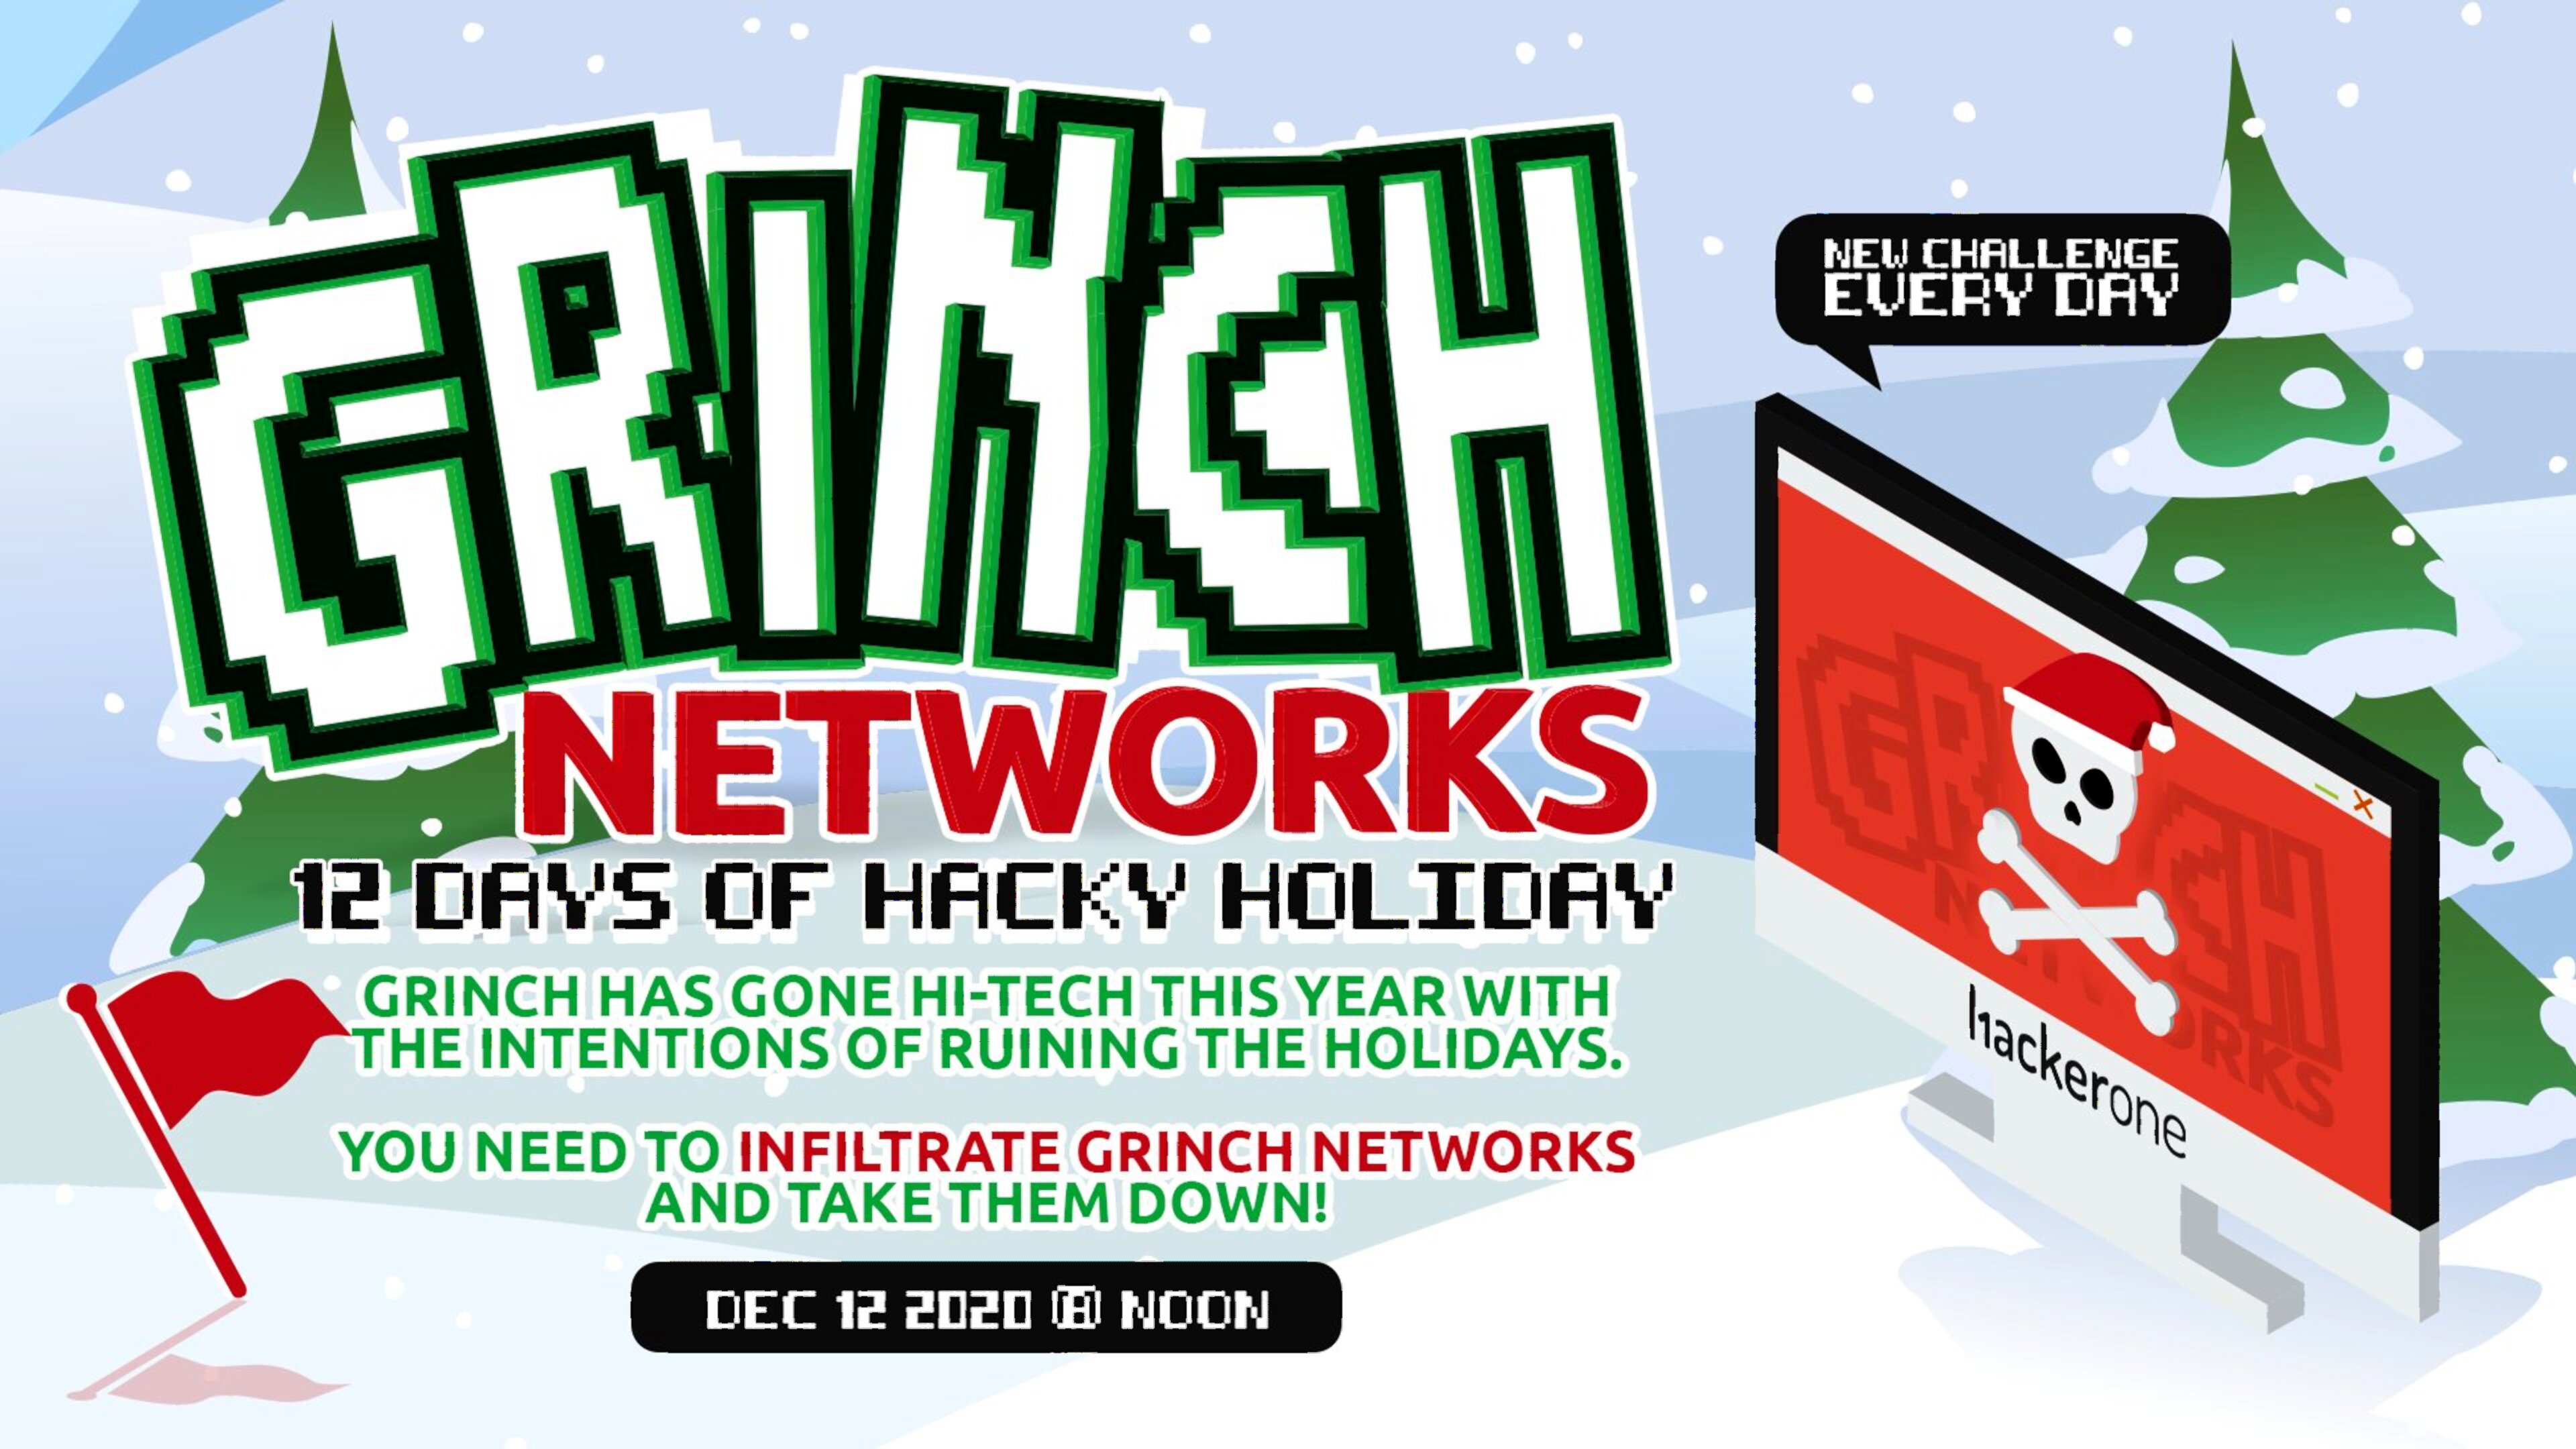 GRINCH
NETWORKS
12 DAYS OF HACKY HOLIDAY
GRINCH HAS GONE HI-TECH THIS YEAR WITH
THE INTENTIONS OF RUINING THE HOLIDAYS.
YOU NEED TO INFILTRATE GRINCH NETWORKS
AND TAKE THEM DOWN!
DEC 12 2020 @ NOON
NEW CHALLENGE
EVERY DAY
GRINCH
NETWORKS
hackerone